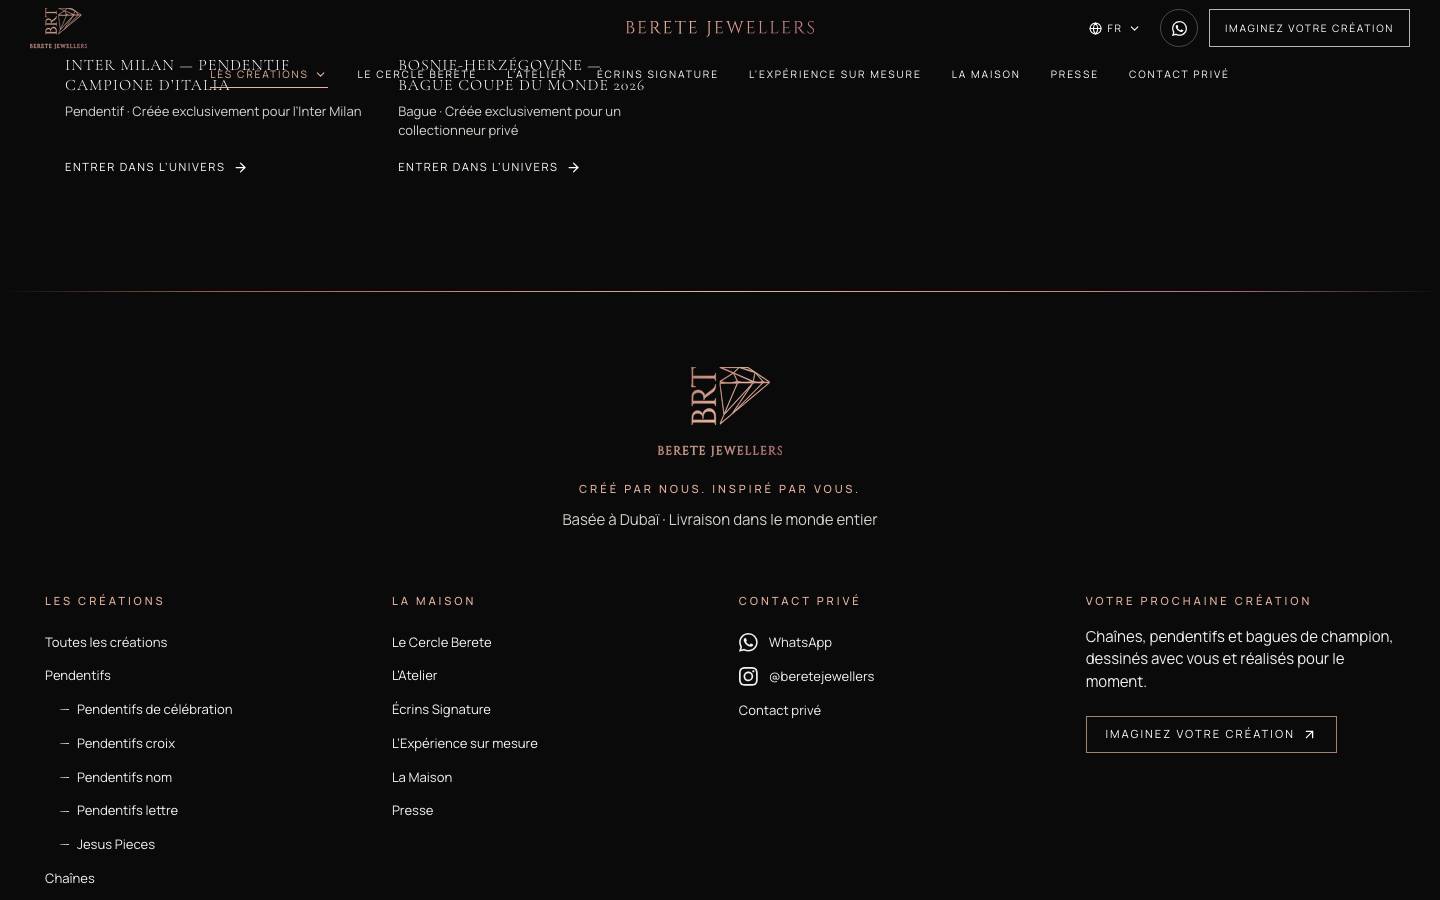 BRT
BERETE JEWELLERS
BERETE JEWELLERS
FR
IMAGINEZ VOTRE CRÉATION
LES CRÉATIONS
LE CERCLE BERETE
L'ATELIER
ÉCRINS SIGNATURE
L'EXPÉRIENCE SUR MESURE
LA MAISON
PRESSE
CONTACT PRIVÉ
INTER MILAN — PENDENTIF
CAMPIONE D'ITALIA
Pendentif · Créée exclusivement pour l'Inter Milan
ENTRER DANS L'UNIVERS
BOSNIE-HERZÉGOVINE —
BAGUE COUPE DU MONDE 2026
Bague · Créée exclusivement pour un
collectionneur privé
ENTRER DANS L'UNIVERS
BRT
BERETE JEWELLERS
CRÉÉ PAR NOUS. INSPIRÉ PAR VOUS.
Basée à Dubaï · Livraison dans le monde entier
LES CRÉATIONS
Toutes les créations
Pendentifs
— Pendentifs de célébration
— Pendentifs croix
— Pendentifs nom
— Pendentifs lettre
— Jesus Pieces
Chaînes
LA MAISON
Le Cercle Berete
L'Atelier
Écrins Signature
L'Expérience sur mesure
La Maison
Presse
CONTACT PRIVÉ
WhatsApp
@beretejewellers
Contact privé
VOTRE PROCHAINE CRÉATION
Chaînes, pendentifs et bagues de champion,
dessinés avec vous et réalisés pour le
moment.
IMAGINEZ VOTRE CRÉATION